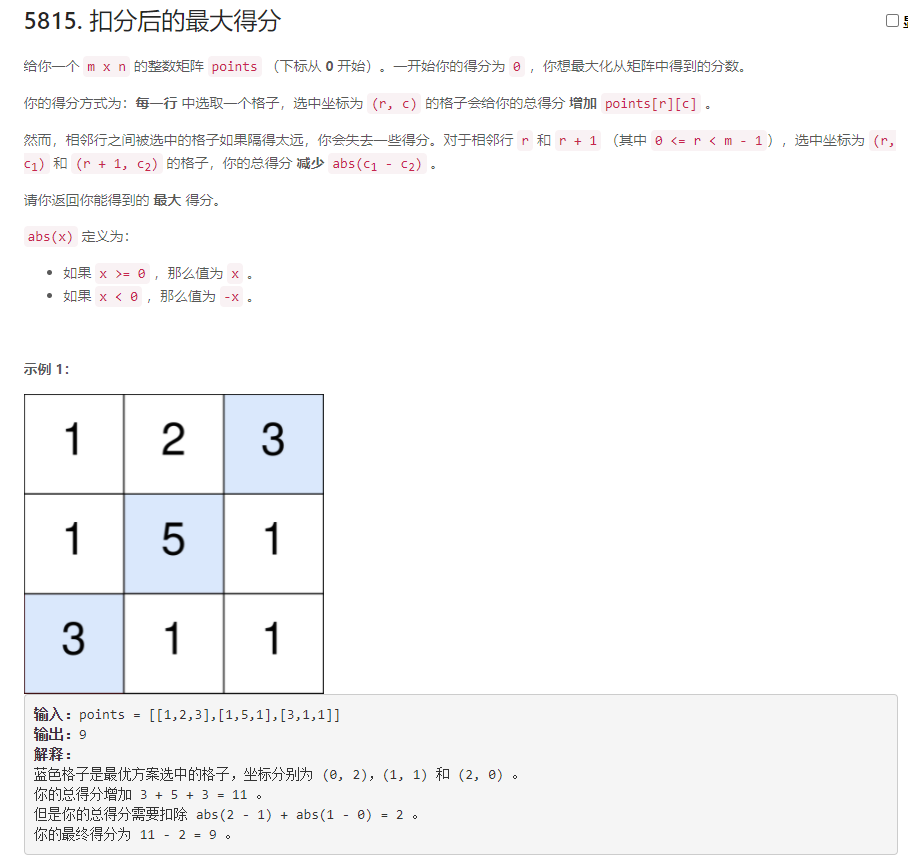 5815. 扣分后的最大得分
给你一个 m x n 的整数矩阵 points （下标从 0 开始）。一开始你的得分为 0 ，你想最大化从矩阵中得到的分数。
你的得分方式为：每一行 中选取一个格子，选中坐标为 (r, c) 的格子会给你的总得分 增加 points[r][c] 。
然而，相邻行之间被选中的格子如果隔得太远，你会失去一些得分。对于相邻行 r 和 r + 1 （其中 0 <= r < m - 1），选中坐标为 (r,
c₁) 和 (r + 1, c₂) 的格子，你的总得分 减少 abs(c₁ - c₂) 。
请你返回你能得到的 最大 得分。
abs(x) 定义为：
• 如果 x >= 0 ，那么值为 x 。
• 如果 x < 0 ，那么值为 -x 。
示例 1：
1 2 3
1 5 1
3 1 1
输入：points = [[1,2,3],[1,5,1],[3,1,1]]
输出：9
解释：
蓝色格子是最优方案选中的格子，坐标分别为 (0, 2)，(1, 1) 和 (2, 0) 。
你的总得分增加 3 + 5 + 3 = 11 。
但是你的总得分需要扣除 abs(2 - 1) + abs(1 - 0) = 2 。
你的最终得分为 11 - 2 = 9 。